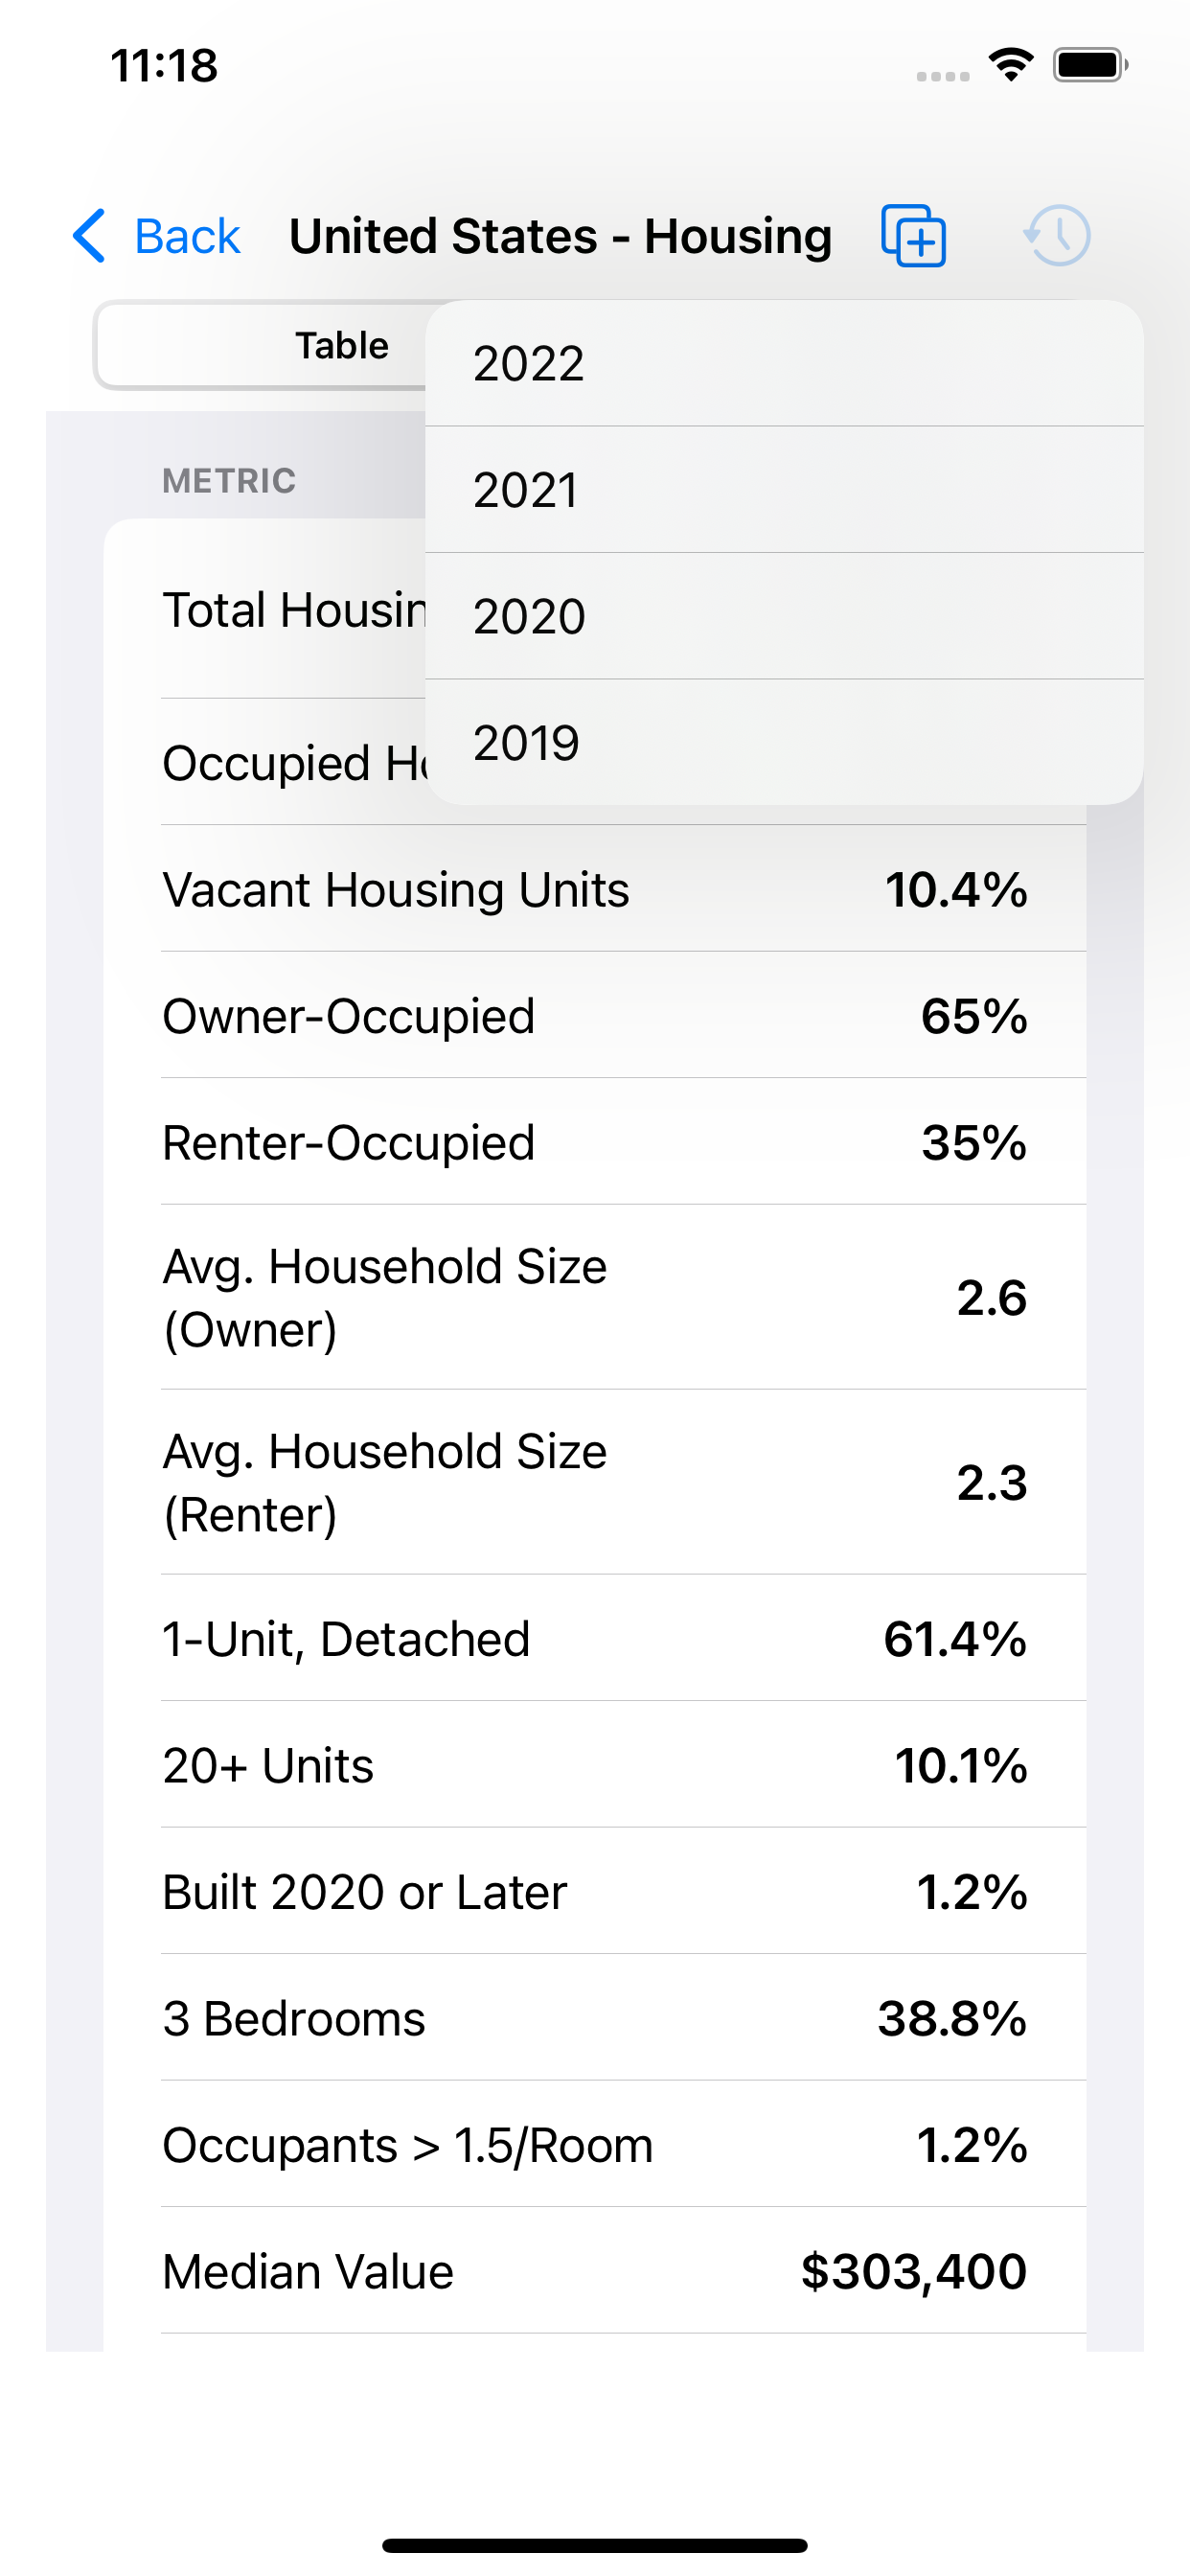 11:18
Back
United States - Housing
Table
2022
2021
2020
2019
METRIC
Total Housin
Occupied Ho
Vacant Housing Units 10.4%
Owner-Occupied 65%
Renter-Occupied 35%
Avg. Household Size
(Owner)
2.6
Avg. Household Size
(Renter)
2.3
1-Unit, Detached 61.4%
20+ Units 10.1%
Built 2020 or Later 1.2%
3 Bedrooms 38.8%
Occupants > 1.5/Room 1.2%
Median Value $303,400